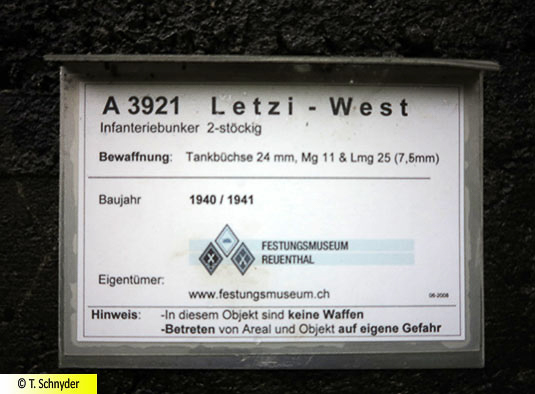 A 3921 Letzi - West
Infanteriebunker 2-stöckig
Bewaffnung: Tankbüchse 24 mm, Mg 11 & Lmg 25 (7,5mm)
Baujahr 1940 / 1941
FESTUNGSMUSEUM
REUENTHAL
Eigentümer:
www.festungsmuseum.ch
06-2008
Hinweis: -In diesem Objekt sind keine Waffen
-Betreten von Areal und Objekt auf eigene Gefahr
© T. Schnyder